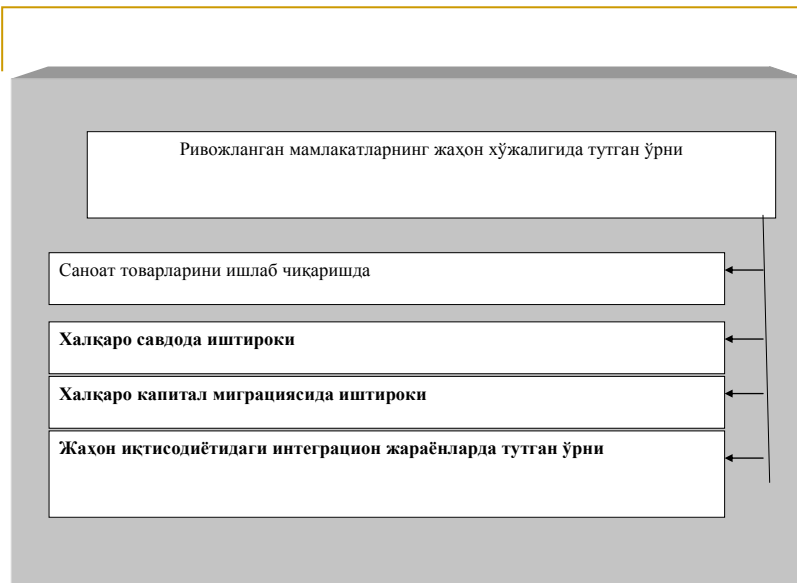 Ривожланган мамлакатларнинг жаҳон хўжалигида тутган ўрни
Саноат товарларини ишлаб чиқаришда
Халқаро савдода иштироки
Халқаро капитал миграциясида иштироки
Жаҳон иқтисодиётидаги интеграцион жараёнларда тутган ўрни